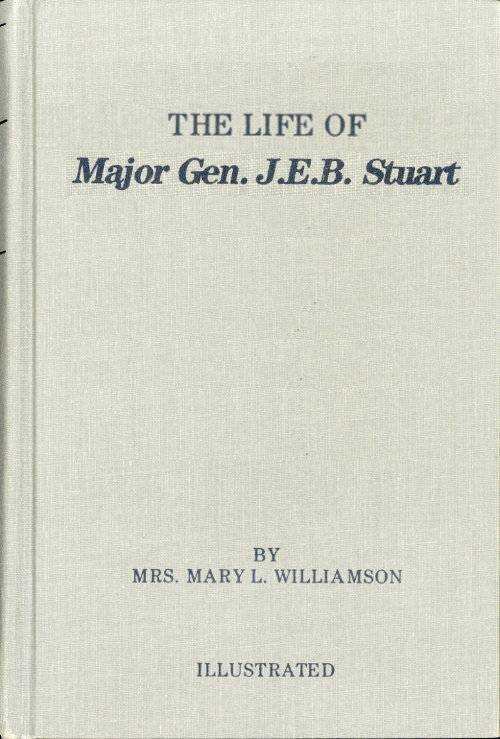 THE LIFE OF
Major Gen. J.E.B. Stuart
BY
MRS. MARY L. WILLIAMSON
ILLUSTRATED